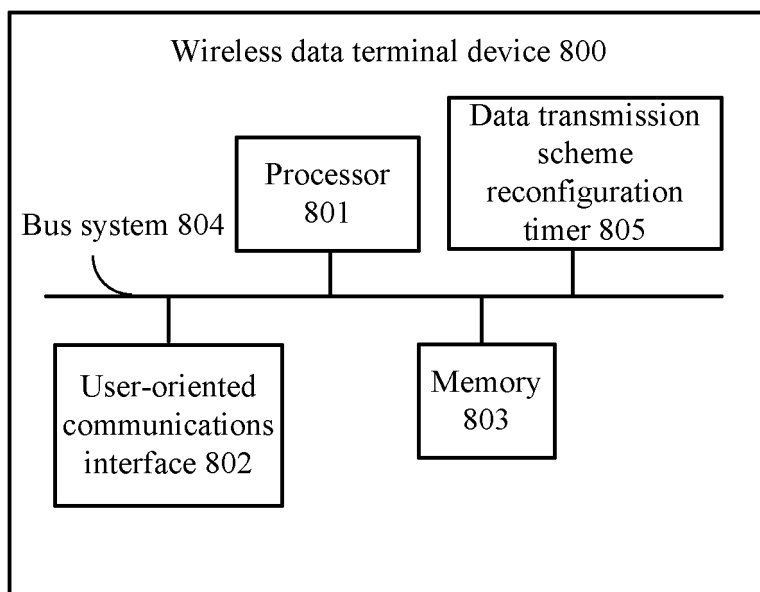 Wireless data terminal device 800
Data transmission
scheme
reconfiguration
timer 805
Processor
801
Bus system 804
User-oriented
communications
interface 802
Memory
803